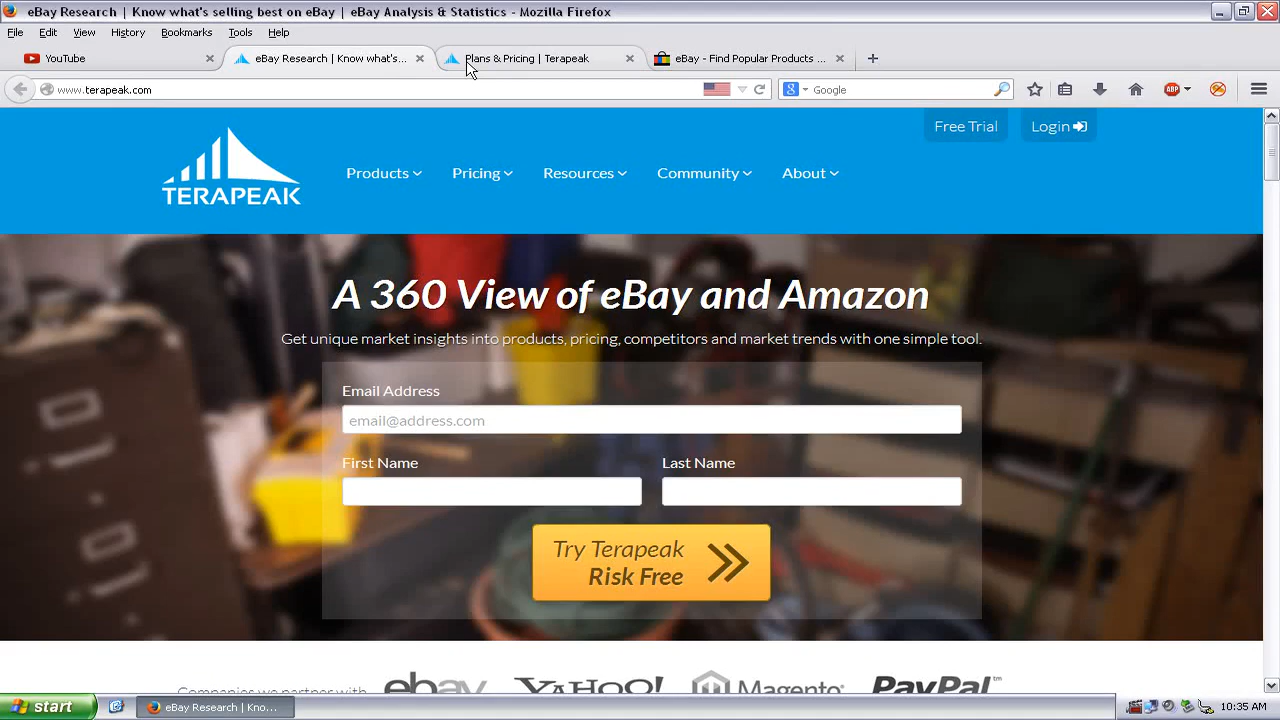 eBay Research | Know what's selling best on eBay | eBay Analysis & Statistics - Mozilla Firefox
File Edit View History Bookmarks Tools Help
YouTube
eBay Research | Know what's...
Plans & Pricing | Terapeak
eBay - Find Popular Products ...
www.terapeak.com
Google
ABP
Free Trial
Login
TERAPEAK
Products
Pricing
Resources
Community
About
A 360 View of eBay and Amazon
Get unique market insights into products, pricing, competitors and market trends with one simple tool.
Email Address
email@address.com
First Name
Last Name
Try Terapeak
Risk Free
Companies we partner with
ebay
YAHOO!
Magento
PayPal™
start
eBay Research | Kno...
10:35 AM